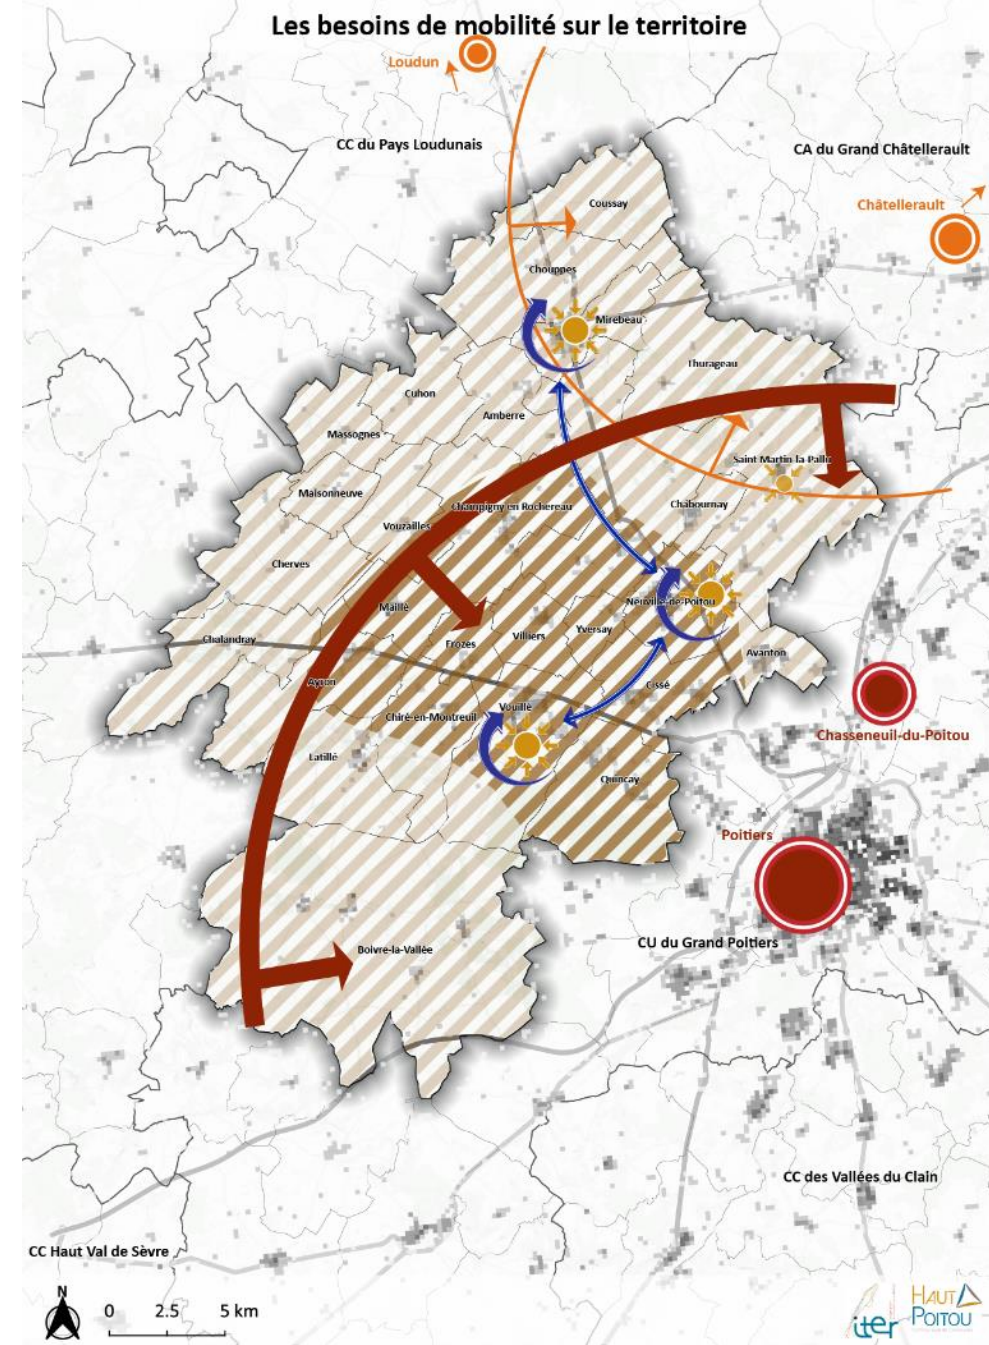 Les besoins de mobilité sur le territoire
Loudun
CC du Pays Loudunais
CA du Grand Châtellerault
Châtellerault
Coussay
Chouppes
Mirebeau
Thurageau
Cuhon
Amberre
Massognes
Saint Martin-la-Pallu
Maisonneuve
Champigny en Rochereau
Chabournay
Vouzailles
Cherves
Neuville-de-Poitou
Maillé
Yversay
Villiers
Chalandray
Frozes
Avanton
Ayron
Cissé
Vouillé
Chiré-en-Montreuil
Chasseneuil-du-Poitou
Latillé
Quinçay
Poitiers
CU du Grand Poitiers
Boivre-la-Vallée
CC des Vallées du Clain
CC Haut Val de Sèvre
N
0 2.5 5 km
iter
HAUT
POITOU